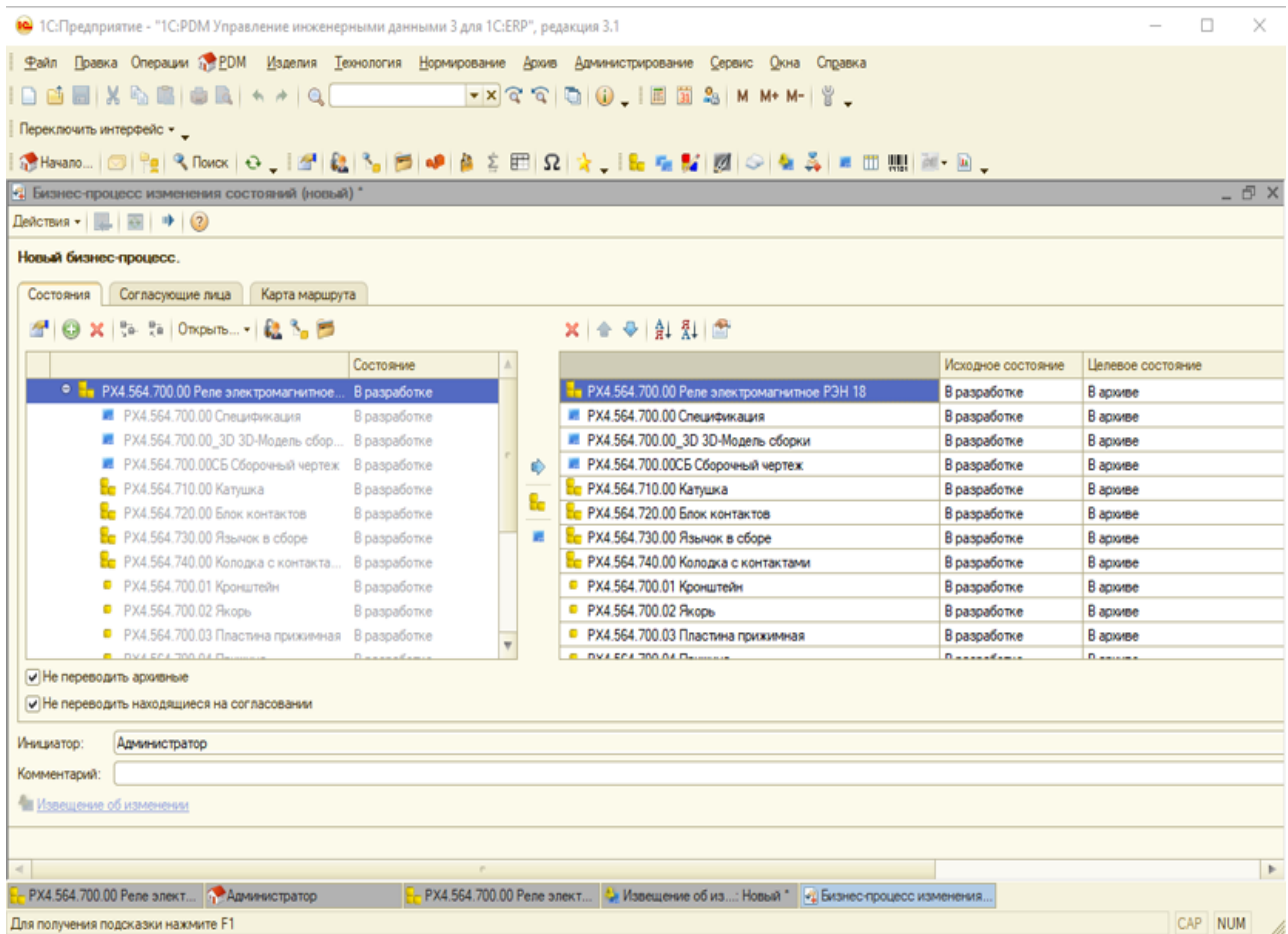 1С:Предприятие - "1С:PDM Управление инженерными данными 3 для 1С:ERP", редакция 3.1
Файл Правка Операции PDM Изделия Технология Нормирование Архив Администрирование Сервис Окна Справка
M M+ M-
Переключить интерфейс
Начало... Поиск
Бизнес-процесс изменения состояний (новый) *
Действия
Новый бизнес-процесс.
Состояния Согласующие лица Карта маршрута
Открыть...
Состояние Исходное состояние Целевое состояние
РХ4.564.700.00 Реле электромагнитное... В разработке РХ4.564.700.00 Реле электромагнитное РЭН 18 В разработке В архиве
РХ4.564.700.00 Спецификация В разработке РХ4.564.700.00 Спецификация В разработке В архиве
РХ4.564.700.00_3D 3D-Модель сбор... В разработке РХ4.564.700.00_3D 3D-Модель сборки В разработке В архиве
РХ4.564.700.00СБ Сборочный чертеж В разработке РХ4.564.700.00СБ Сборочный чертеж В разработке В архиве
РХ4.564.710.00 Катушка В разработке РХ4.564.710.00 Катушка В разработке В архиве
РХ4.564.720.00 Блок контактов В разработке РХ4.564.720.00 Блок контактов В разработке В архиве
РХ4.564.730.00 Язычок в сборе В разработке РХ4.564.730.00 Язычок в сборе В разработке В архиве
РХ4.564.740.00 Колодка с контакта... В разработке РХ4.564.740.00 Колодка с контактами В разработке В архиве
РХ4.564.700.01 Кронштейн В разработке РХ4.564.700.01 Кронштейн В разработке В архиве
РХ4.564.700.02 Якорь В разработке РХ4.564.700.02 Якорь В разработке В архиве
РХ4.564.700.03 Пластина прижимная В разработке РХ4.564.700.03 Пластина прижимная В разработке В архиве
Не переводить архивные
Не переводить находящиеся на согласовании
Инициатор: Администратор
Комментарий:
Извещение об изменении
РХ4.564.700.00 Реле элект... Администратор РХ4.564.700.00 Реле элект... Извещение об из...: Новый * Бизнес-процесс изменения...
Для получения подсказки нажмите F1 CAP NUM